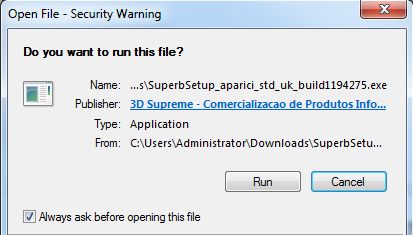 Open File - Security Warning
Do you want to run this file?
Name: ...s\SuperbSetup_aparici_std_uk_build1194275.exe
Publisher: 3D Supreme - Comercializacao de Produtos Info...
Type: Application
From: C:\Users\Administrator\Downloads\SuperbSetu...
Run Cancel
Always ask before opening this file